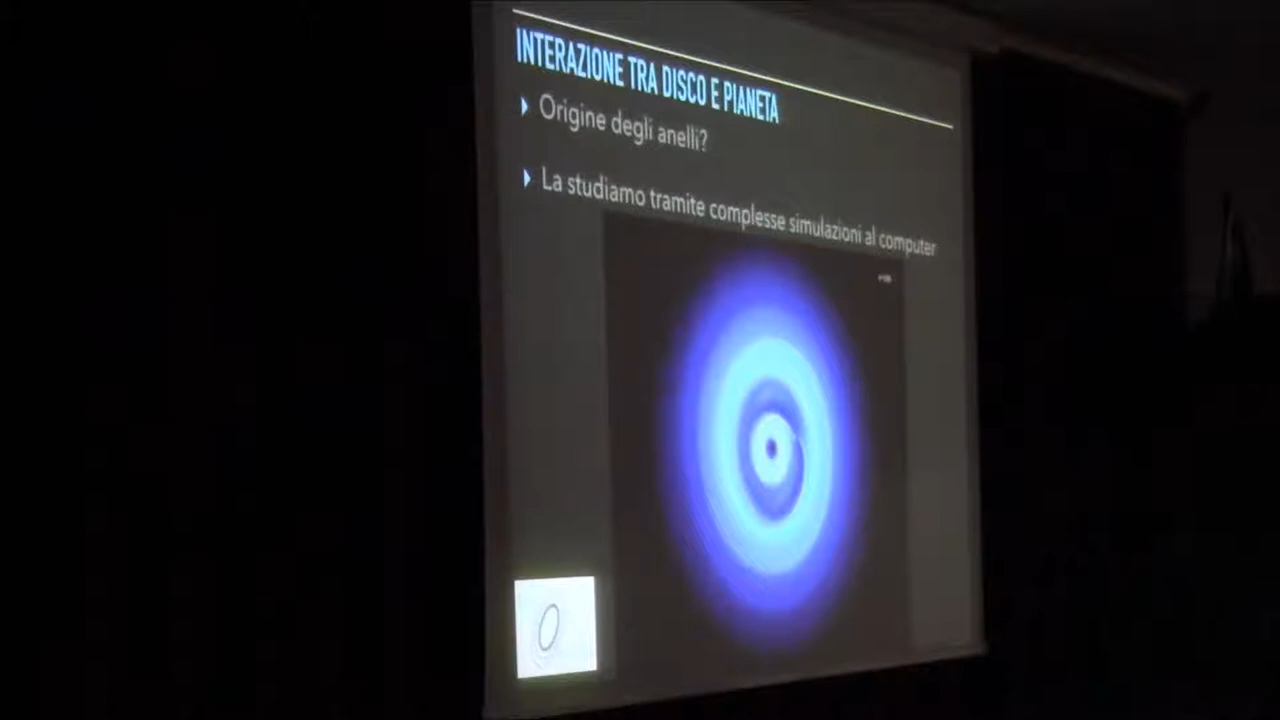 INTERAZIONE TRA DISCO E PIANETA
Origine degli anelli?
La studiamo tramite complesse simulazioni al computer